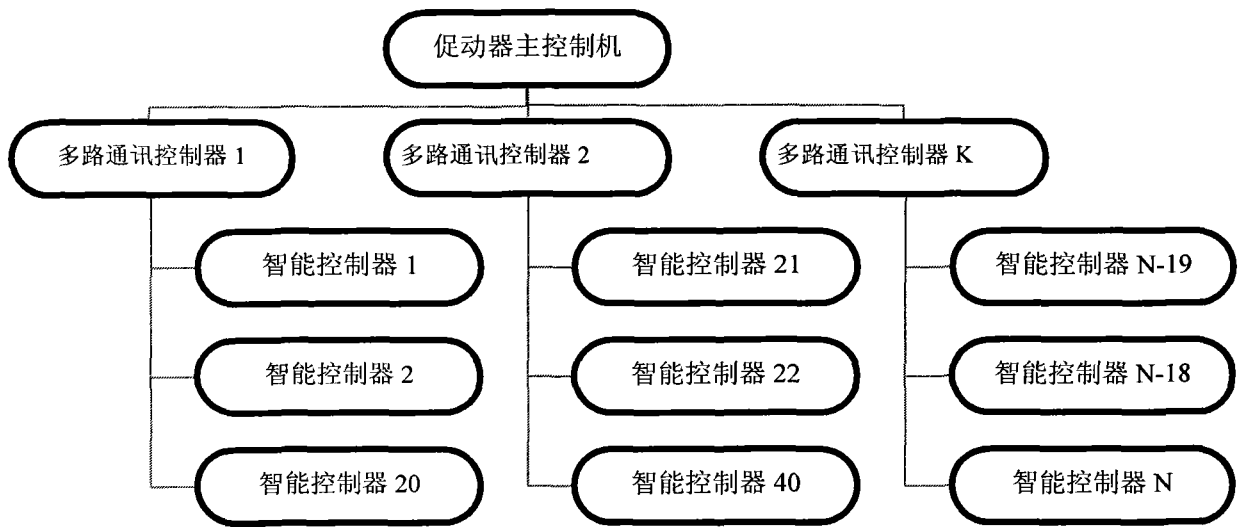 促动器主控制机
多路通讯控制器 1
多路通讯控制器 2
多路通讯控制器 K
智能控制器 1
智能控制器 21
智能控制器 N-19
智能控制器 2
智能控制器 22
智能控制器 N-18
智能控制器 20
智能控制器 40
智能控制器 N